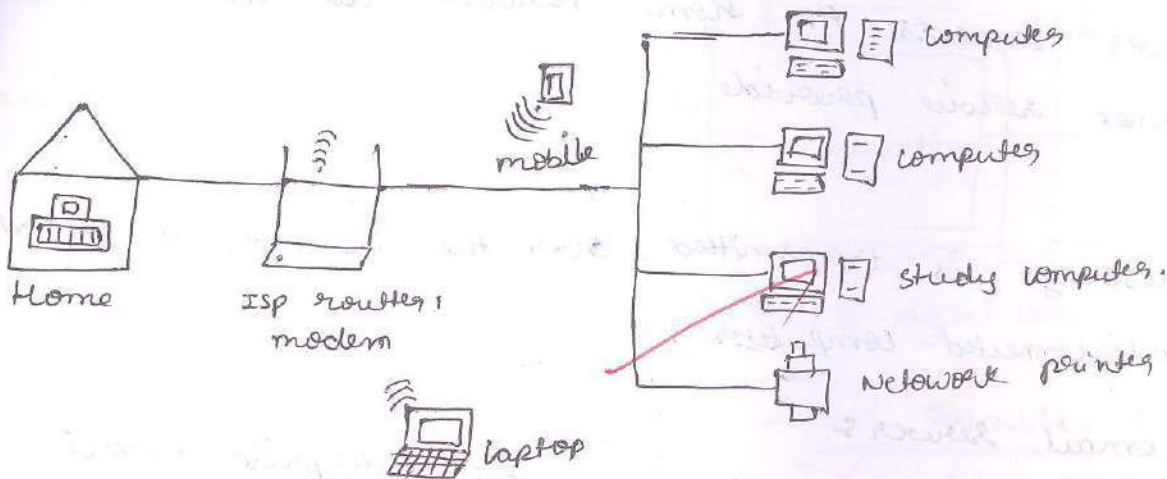 computer
mobile
computer
Home
ISP router,
modem
study computer.
Network printer
laptop